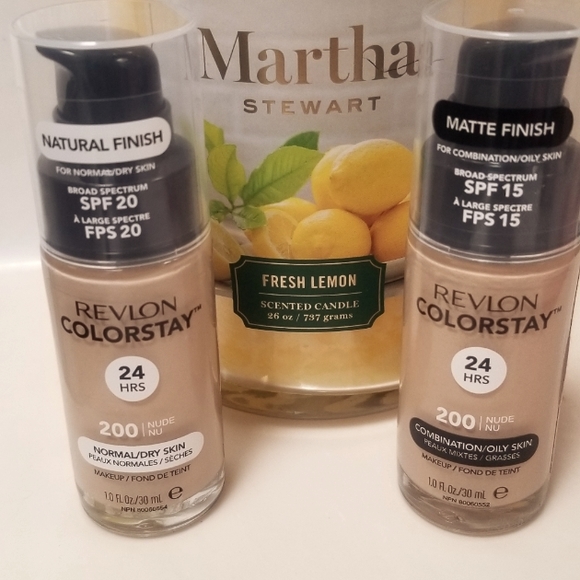 NATURAL FINISH
FOR NORMAL/DRY SKIN
BROAD SPECTRUM
SPF 20
À LARGE SPECTRE
FPS 20
REVLON
COLORSTAY™
24
HRS
200 | NUDE
NU
NORMAL/DRY SKIN
PEAUX NORMALES / SÈCHES
MAKEUP / FOND DE TEINT
1.0 fl. Oz/30 mL ℮
Martha
STEWART
FRESH LEMON
SCENTED CANDLE
26 oz / 737 grams
MATTE FINISH
FOR COMBINATION/OILY SKIN
BROAD-SPECTRUM
SPF 15
À LARGE SPECTRE
FPS 15
REVLON
COLORSTAY™
24
HRS
200 | NUDE
NU
COMBINATION/OILY SKIN
PEAUX MIXTES / GRASSES
MAKEUP / FOND DE TEINT
1.0 fl. Oz/30 mL ℮